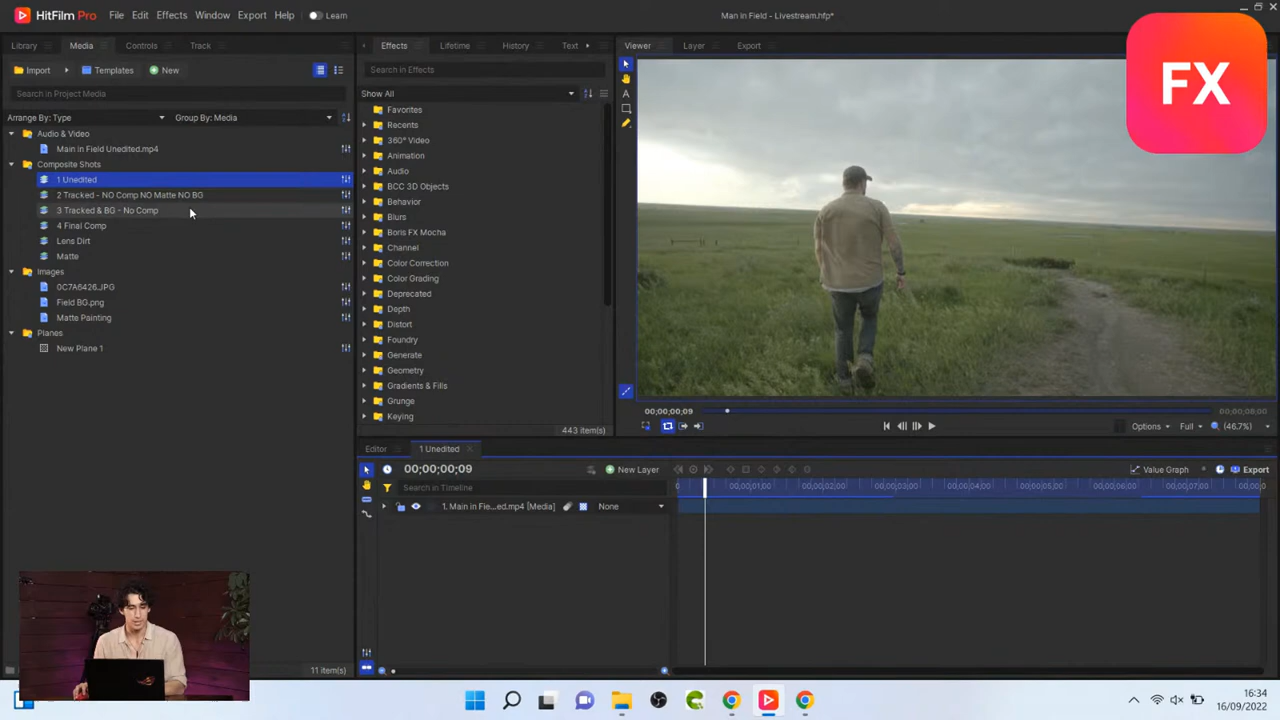 HitFilm Pro
File Edit Effects Window Export Help Learn
Man in Field - Livestream.hfp*
Library Media Controls Track
Effects Lifetime History Text
Viewer Layer Export
FX
Import Templates New
Search in Effects
Search in Project Media
Show All
Arrange By: Type Group By: Media
Audio & Video
Main in Field Unedited.mp4
Composite Shots
1 Unedited
2 Tracked - NO Comp NO Matte NO BG
3 Tracked & BG - No Comp
4 Final Comp
Lens Dirt
Matte
Images
0C7A6426.JPG
Field BG.png
Matte Painting
Planes
New Plane 1
11 item(s)
Favorites
Recents
360° Video
Animation
Audio
BCC 3D Objects
Behavior
Blurs
Boris FX Mocha
Channel
Color Correction
Color Grading
Deprecated
Depth
Distort
Foundry
Generate
Geometry
Gradients & Fills
Grunge
Keying
443 item(s)
00;00;00;09
00;00;08;00
Options Full (46.7%)
Editor 1 Unedited
00;00;00;09 New Layer Value Graph Export
Search in Timeline
0 00;00;01;00 00;00;02;00 00;00;03;00 00;00;04;00 00;00;05;00 00;00;06;00 00;00;07;00 00;00;0
1. Main in Fie...ed.mp4 [Media] None
16:34
16/09/2022